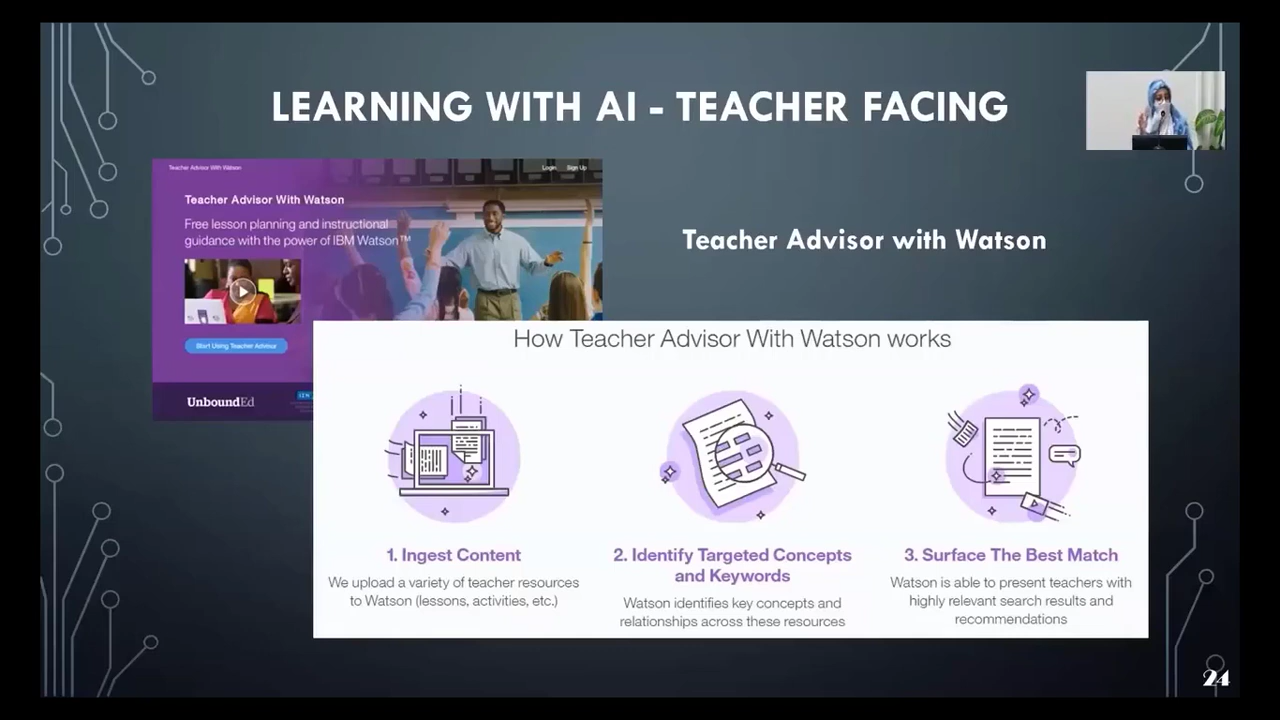 LEARNING WITH AI - TEACHER FACING
Teacher Advisor With Watson
Login Sign Up
Teacher Advisor With Watson
Free lesson planning and instructional
guidance with the power of IBM Watson™
Start Using Teacher Advisor
UnboundEd
Teacher Advisor with Watson
How Teacher Advisor With Watson works
1. Ingest Content
We upload a variety of teacher resources
to Watson (lessons, activities, etc.)
2. Identify Targeted Concepts
and Keywords
Watson identifies key concepts and
relationships across these resources
3. Surface The Best Match
Watson is able to present teachers with
highly relevant search results and
recommendations
24